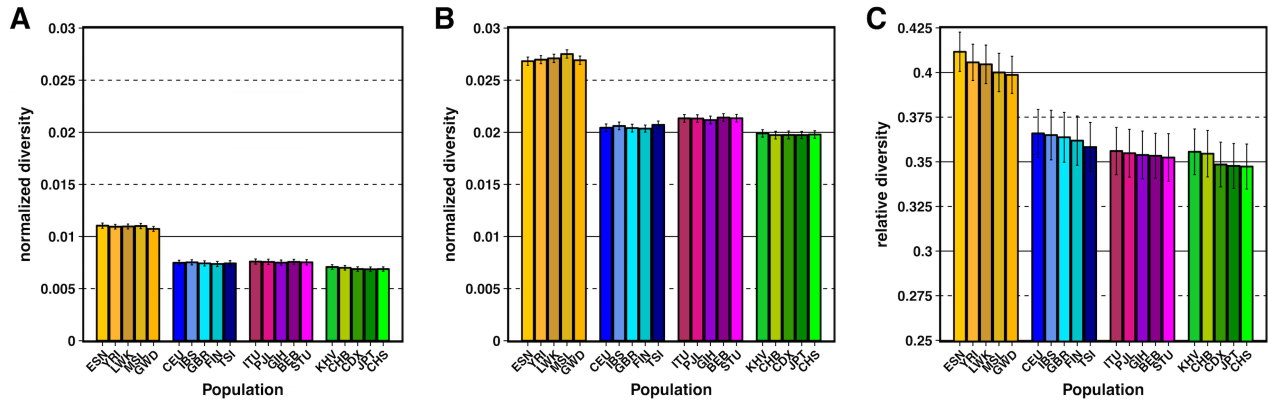 A
normalized diversity
0.03
0.025
0.02
0.015
0.01
0.005
0
ESN YRI LWK MSL GWD CEU IBS GBR FIN TSI ITU PJL GIH BEB STU KHV CHB CDX JPT CHS
Population
B
normalized diversity
0.03
0.025
0.02
0.015
0.01
0.005
0
ESN YRI LWK MSL GWD CEU IBS GBR FIN TSI ITU PJL GIH BEB STU KHV CHB CDX JPT CHS
Population
C
relative diversity
0.425
0.4
0.375
0.35
0.325
0.3
0.275
0.25
ESN YRI LWK MSL GWD CEU IBS GBR FIN TSI ITU PJL GIH BEB STU KHV CHB CDX JPT CHS
Population